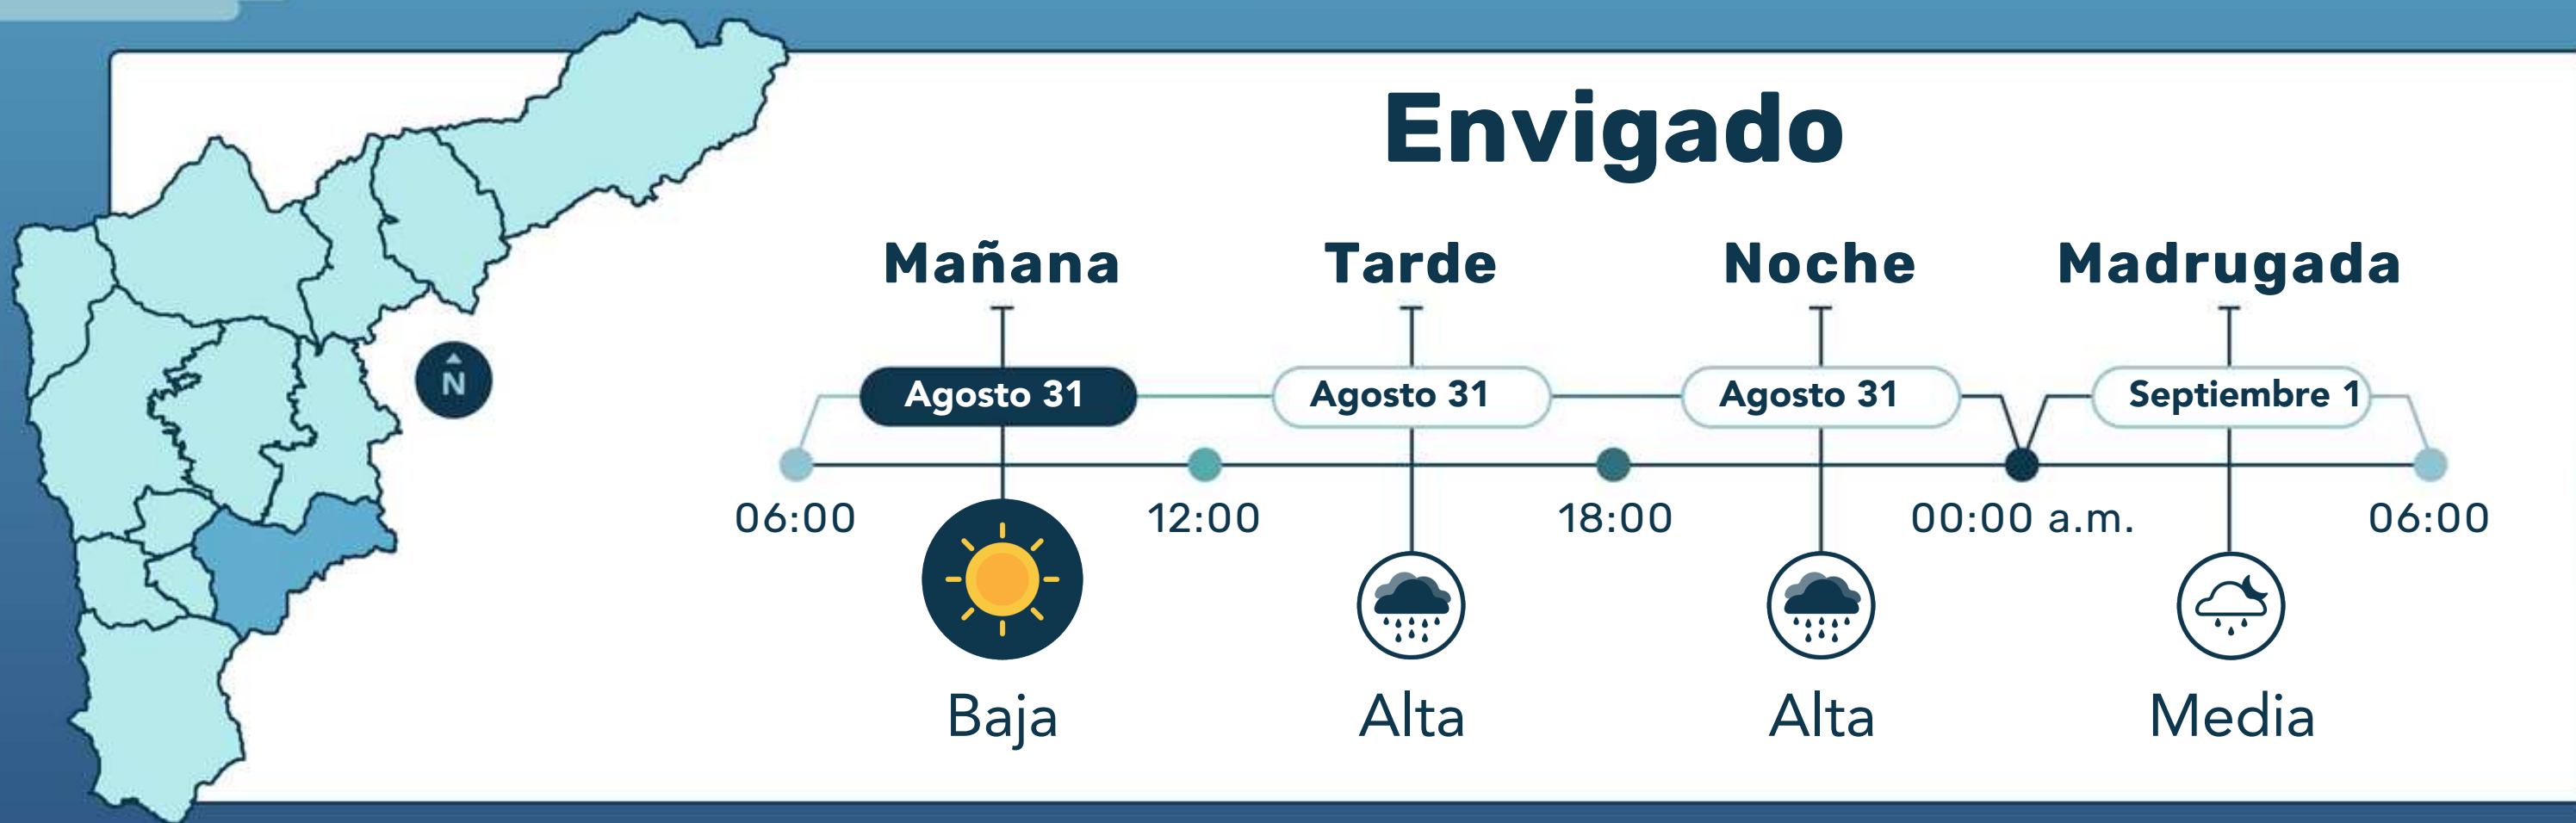 Envigado
Mañana Tarde Noche Madrugada
Agosto 31 Agosto 31 Agosto 31 Septiembre 1
N
06:00 12:00 18:00 00:00 a.m. 06:00
Baja Alta Alta Media